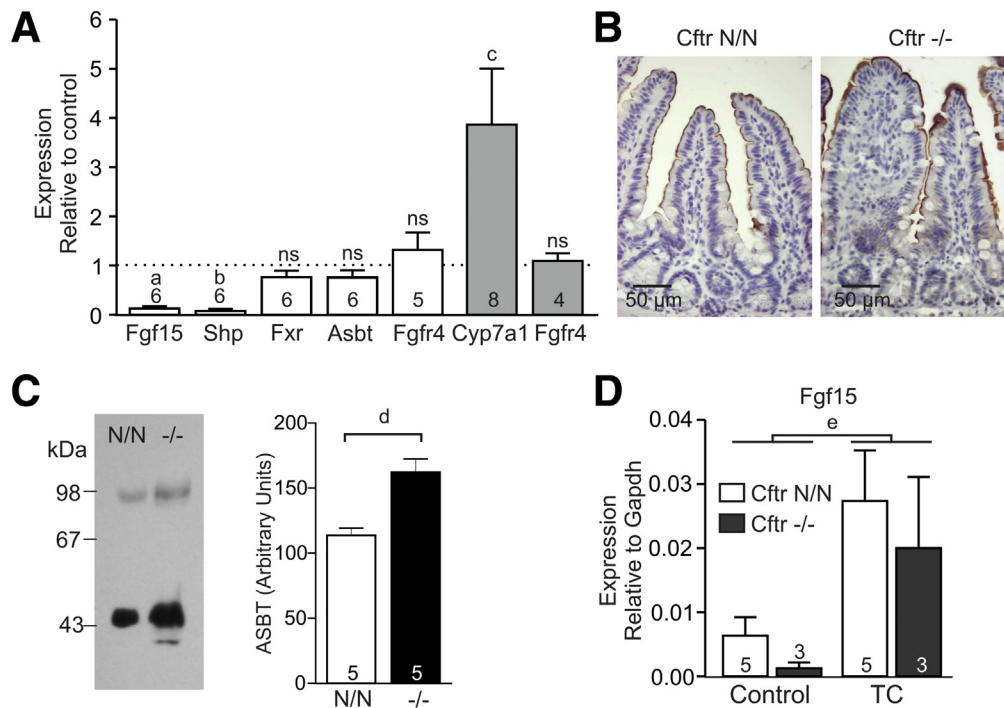 A
Expression
Relative to control
6
5
4
3
2
1
0
a
6
b
6
ns
6
ns
6
ns
5
c
8
ns
4
Fgf15 Shp Fxr Asbt Fgfr4 Cyp7a1 Fgfr4
B
Cftr N/N
Cftr -/-
50 µm
50 µm
C
kDa
N/N -/-
98
67
43
ASBT (Arbitrary Units)
200
150
100
50
0
d
5
5
N/N -/-
D
Fgf15
Expression
Relative to Gapdh
0.04
0.03
0.02
0.01
0.00
e
Cftr N/N
Cftr -/-
5
3
5
3
Control TC